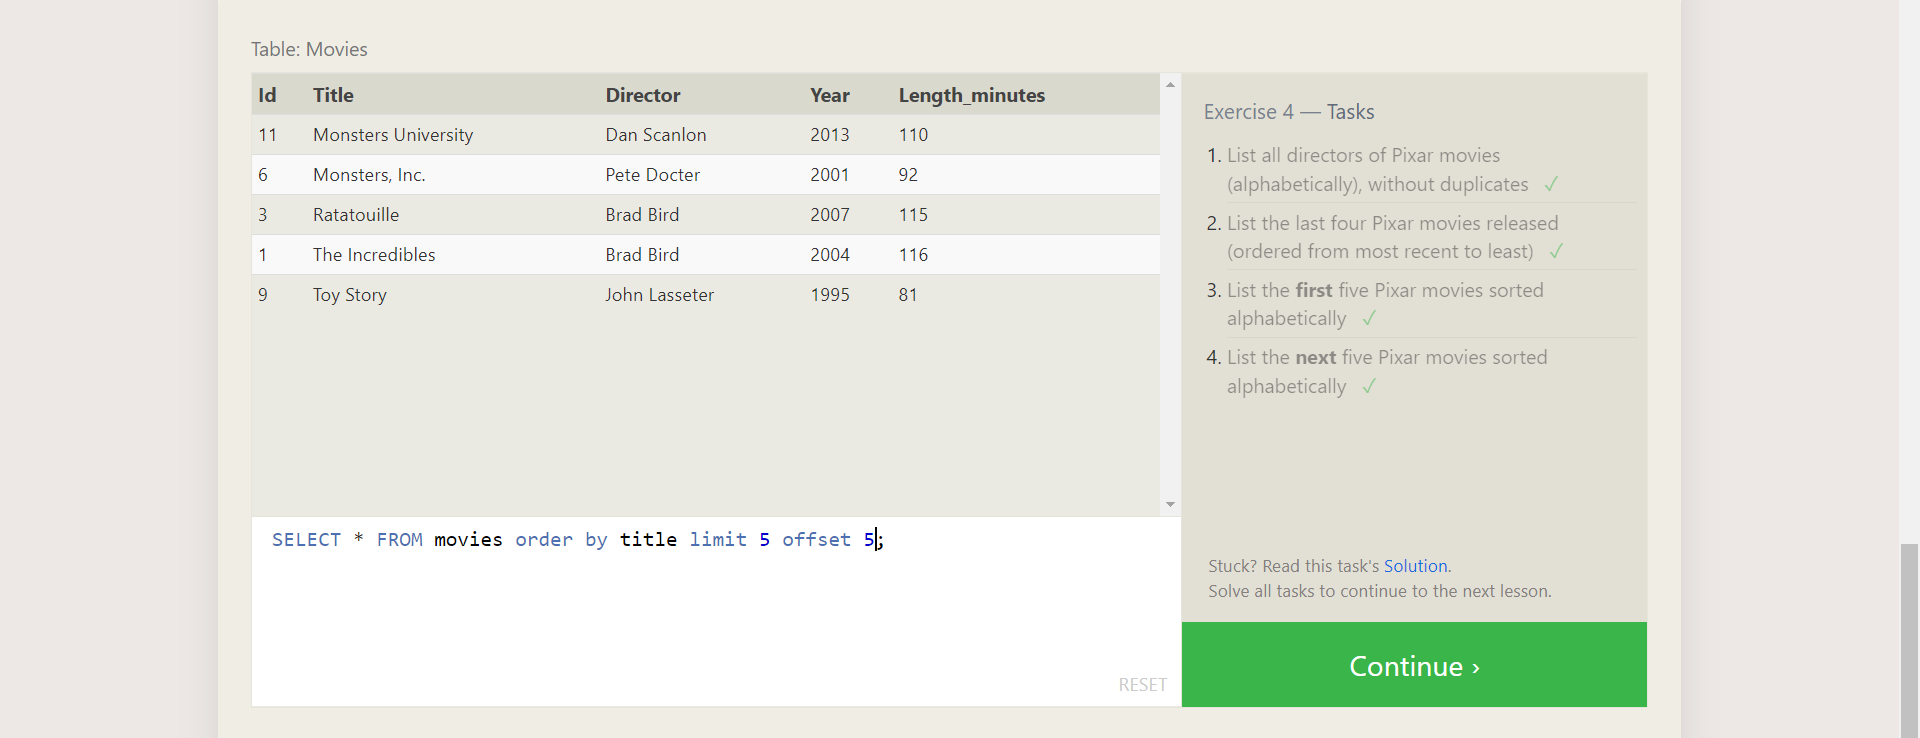 Table: Movies
Id Title Director Year Length_minutes
11 Monsters University Dan Scanlon 2013 110
6 Monsters, Inc. Pete Docter 2001 92
3 Ratatouille Brad Bird 2007 115
1 The Incredibles Brad Bird 2004 116
9 Toy Story John Lasseter 1995 81
SELECT * FROM movies order by title limit 5 offset 5;
RESET
Exercise 4 — Tasks
1. List all directors of Pixar movies
(alphabetically), without duplicates ✓
2. List the last four Pixar movies released
(ordered from most recent to least) ✓
3. List the first five Pixar movies sorted
alphabetically ✓
4. List the next five Pixar movies sorted
alphabetically ✓
Stuck? Read this task's Solution.
Solve all tasks to continue to the next lesson.
Continue ›